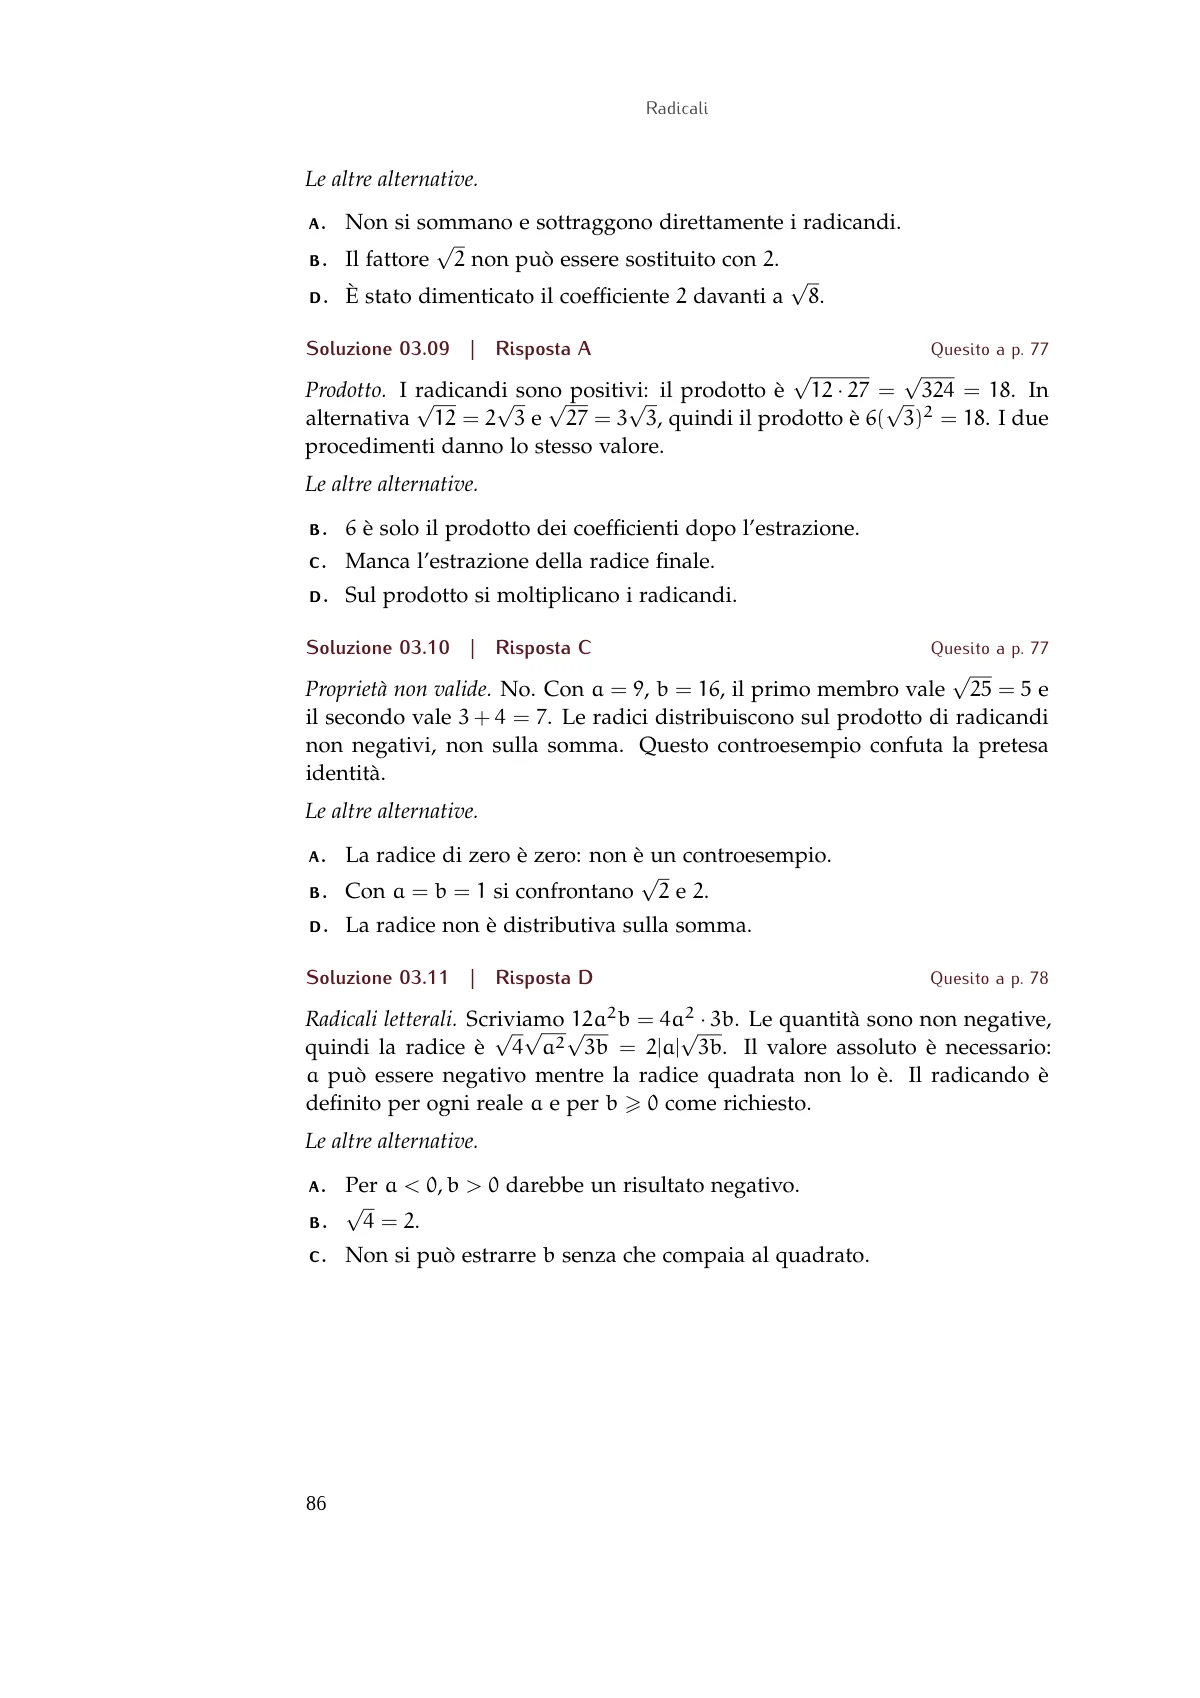 Radicali
Le altre alternative.
A. Non si sommano e sottraggono direttamente i radicandi.
B. Il fattore √2 non può essere sostituito con 2.
D. È stato dimenticato il coefficiente 2 davanti a √8.
Soluzione 03.09 | Risposta A Quesito a p. 77
Prodotto. I radicandi sono positivi: il prodotto è √12 · 27 = √324 = 18. In
alternativa √12 = 2√3 e √27 = 3√3, quindi il prodotto è 6(√3)² = 18. I due
procedimenti danno lo stesso valore.
Le altre alternative.
B. 6 è solo il prodotto dei coefficienti dopo l’estrazione.
C. Manca l’estrazione della radice finale.
D. Sul prodotto si moltiplicano i radicandi.
Soluzione 03.10 | Risposta C Quesito a p. 77
Proprietà non valide. No. Con a = 9, b = 16, il primo membro vale √25 = 5 e
il secondo vale 3 + 4 = 7. Le radici distribuiscono sul prodotto di radicandi
non negativi, non sulla somma. Questo controesempio confuta la pretesa
identità.
Le altre alternative.
A. La radice di zero è zero: non è un controesempio.
B. Con a = b = 1 si confrontano √2 e 2.
D. La radice non è distributiva sulla somma.
Soluzione 03.11 | Risposta D Quesito a p. 78
Radicali letterali. Scriviamo 12a²b = 4a² · 3b. Le quantità sono non negative,
quindi la radice è √4√a²√3b = 2|a|√3b. Il valore assoluto è necessario:
a può essere negativo mentre la radice quadrata non lo è. Il radicando è
definito per ogni reale a e per b ⩾ 0 come richiesto.
Le altre alternative.
A. Per a < 0, b > 0 darebbe un risultato negativo.
B. √4 = 2.
C. Non si può estrarre b senza che compaia al quadrato.
86